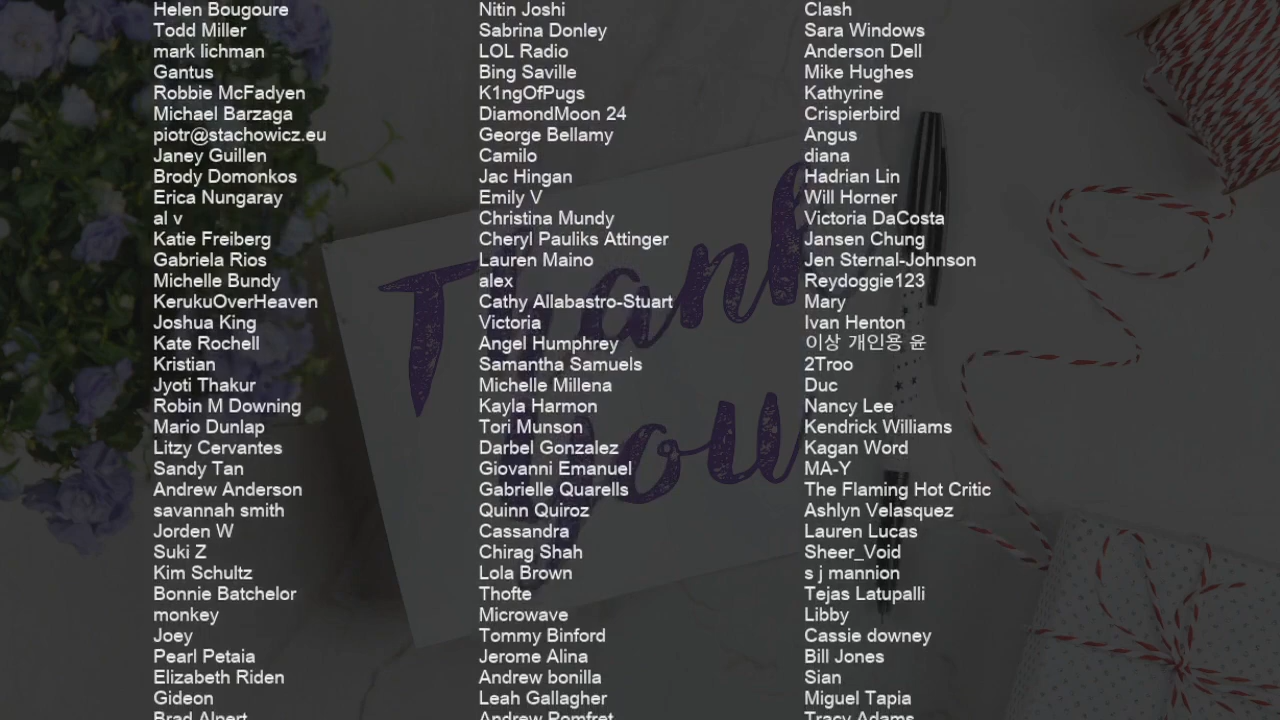 Helen Bougoure
Todd Miller
mark lichman
Gantus
Robbie McFadyen
Michael Barzaga
piotr@stachowicz.eu
Janey Guillen
Brody Domonkos
Erica Nungaray
al v
Katie Freiberg
Gabriela Rios
Michelle Bundy
KerukuOverHeaven
Joshua King
Kate Rochell
Kristian
Jyoti Thakur
Robin M Downing
Mario Dunlap
Litzy Cervantes
Sandy Tan
Andrew Anderson
savannah smith
Jorden W
Suki Z
Kim Schultz
Bonnie Batchelor
monkey
Joey
Pearl Petaia
Elizabeth Riden
Gideon
Brad Alpert
Nitin Joshi
Sabrina Donley
LOL Radio
Bing Saville
K1ngOfPugs
DiamondMoon 24
George Bellamy
Camilo
Jac Hingan
Emily V
Christina Mundy
Cheryl Pauliks Attinger
Lauren Maino
alex
Cathy Allabastro-Stuart
Victoria
Angel Humphrey
Samantha Samuels
Michelle Millena
Kayla Harmon
Tori Munson
Darbel Gonzalez
Giovanni Emanuel
Gabrielle Quarells
Quinn Quiroz
Cassandra
Chirag Shah
Lola Brown
Thofte
Microwave
Tommy Binford
Jerome Alina
Andrew bonilla
Leah Gallagher
Andrew Pomfret
Clash
Sara Windows
Anderson Dell
Mike Hughes
Kathyrine
Crispierbird
Angus
diana
Hadrian Lin
Will Horner
Victoria DaCosta
Jansen Chung
Jen Sternal-Johnson
Reydoggie123
Mary
Ivan Henton
이상 개인용 윤
2Troo
Duc
Nancy Lee
Kendrick Williams
Kagan Word
MA-Y
The Flaming Hot Critic
Ashlyn Velasquez
Lauren Lucas
Sheer_Void
s j mannion
Tejas Latupalli
Libby
Cassie downey
Bill Jones
Sian
Miguel Tapia
Tracy Adams
Thank
you